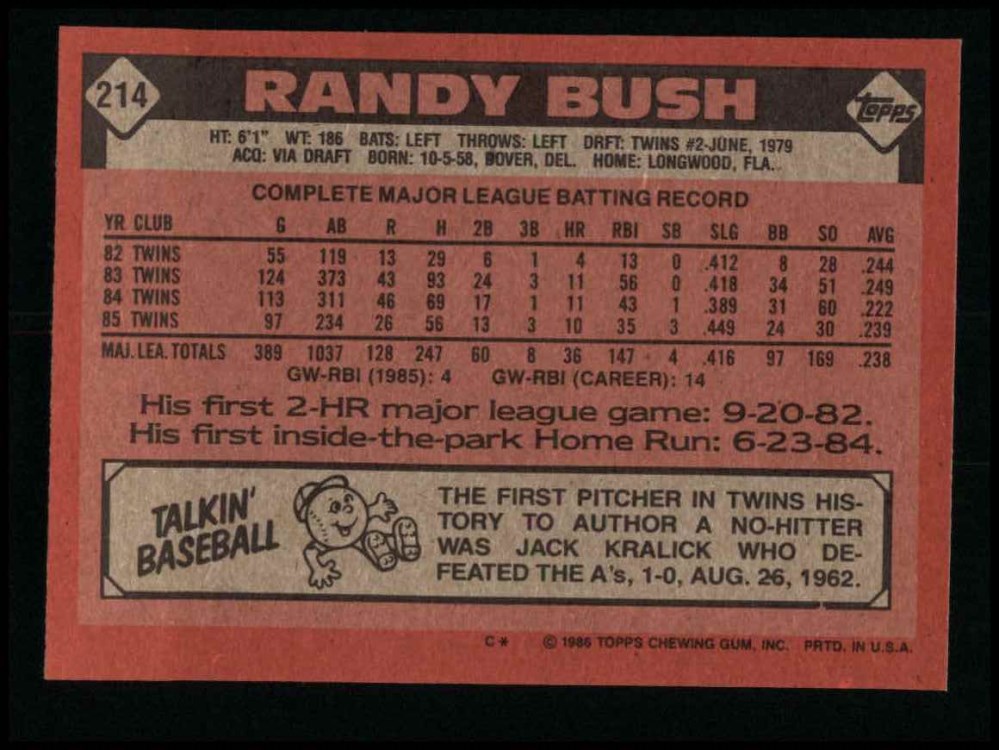 214
RANDY BUSH
topps
HT: 6'1" WT: 186 BATS: LEFT THROWS: LEFT DRFT: TWINS #2-JUNE, 1979
ACQ: VIA DRAFT BORN: 10-5-58, DOVER, DEL. HOME: LONGWOOD, FLA.
COMPLETE MAJOR LEAGUE BATTING RECORD
YR CLUB G AB R H 2B 3B HR RBI SB SLG BB SO AVG
82 TWINS 55 119 13 29 6 1 4 13 0 .412 8 28 .244
83 TWINS 124 373 43 93 24 3 11 56 0 .418 34 51 .249
84 TWINS 113 311 46 69 17 1 11 43 1 .389 31 60 .222
85 TWINS 97 234 26 56 13 3 10 35 3 .449 24 30 .239
MAJ. LEA. TOTALS 389 1037 128 247 60 8 36 147 4 .416 97 169 .238
GW-RBI (1985): 4 GW-RBI (CAREER): 14
His first 2-HR major league game: 9-20-82.
His first inside-the-park Home Run: 6-23-84.
TALKIN'
BASEBALL
THE FIRST PITCHER IN TWINS HIS-
TORY TO AUTHOR A NO-HITTER
WAS JACK KRALICK WHO DE-
FEATED THE A's, 1-0, AUG. 26, 1962.
C* © 1986 TOPPS CHEWING GUM, INC. PRTD. IN U.S.A.